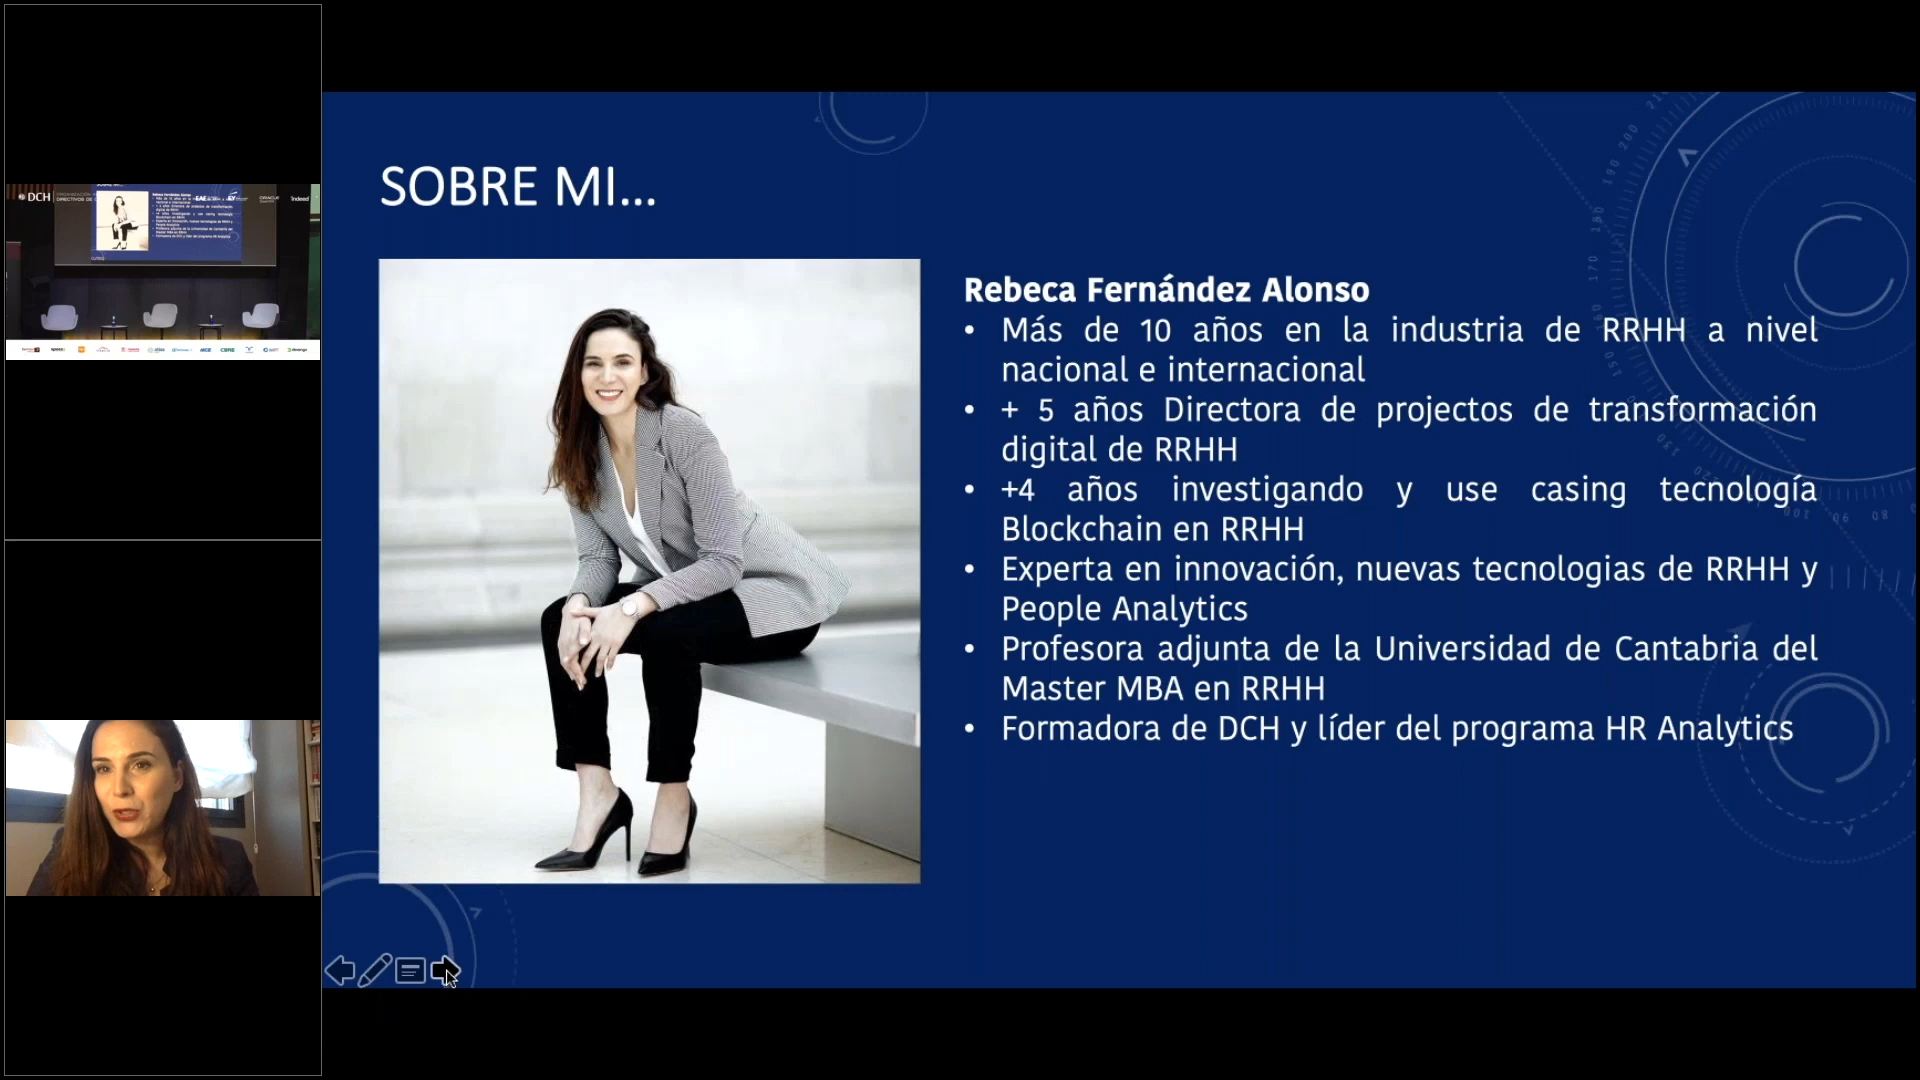 DCH
SOBRE MI...
Rebeca Fernández Alonso
• Más de 10 años en la industria de RRHH a nivel
nacional e internacional
• + 5 años Directora de projectos de transformación
digital de RRHH
• +4 años investigando y use casing tecnología
Blockchain en RRHH
• Experta en innovación, nuevas tecnologias de RRHH y
People Analytics
• Profesora adjunta de la Universidad de Cantabria del
Master MBA en RRHH
• Formadora de DCH y líder del programa HR Analytics